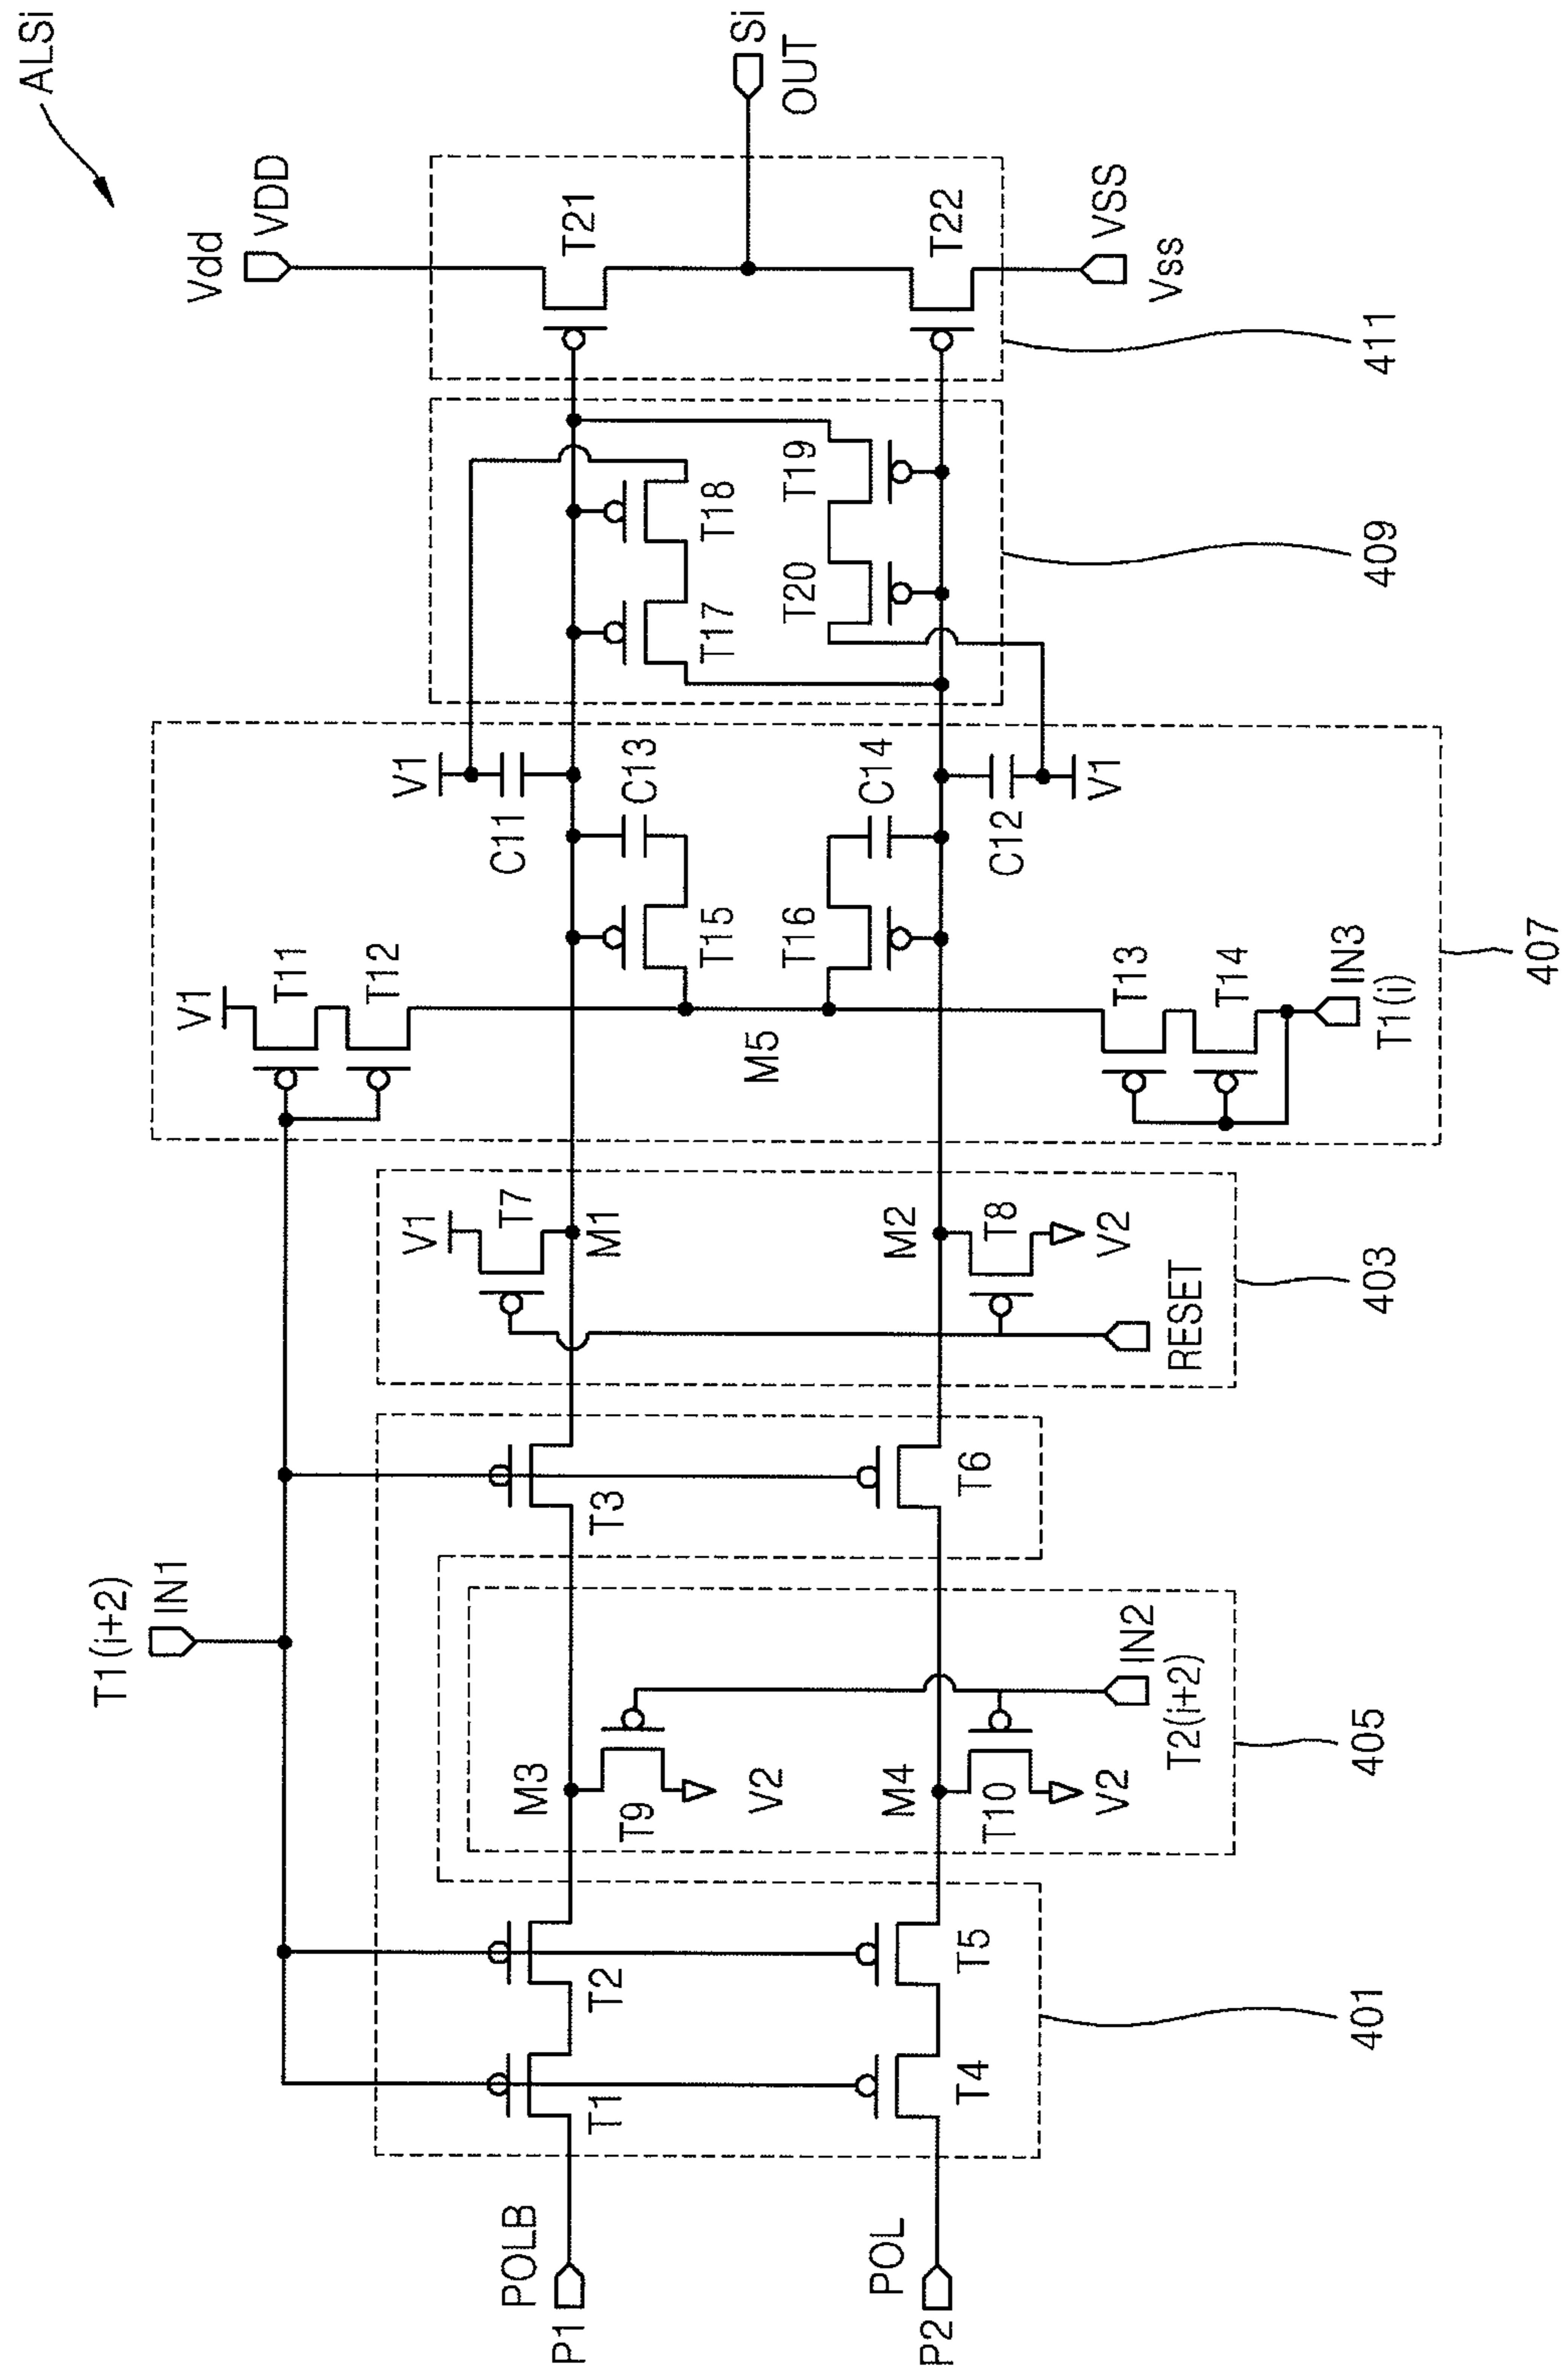 ALSi
T1(i+2)
IN1
Vdd
VDD
V1
T11
T12
V1
C11
V1
T7
M1
POLB
P1
T1
T2
M3
T9
V2
T3
C13
T15
T17
T18
T21
Si
OUT
M5
T16
C14
T20
T19
T22
POL
P2
T4
T5
M4
T10
V2
T6
M2
T8
V2
C12
V1
VSS
Vss
IN2
T2(i+2)
RESET
T13
T14
IN3
T1(i)
401
405
403
407
409
411